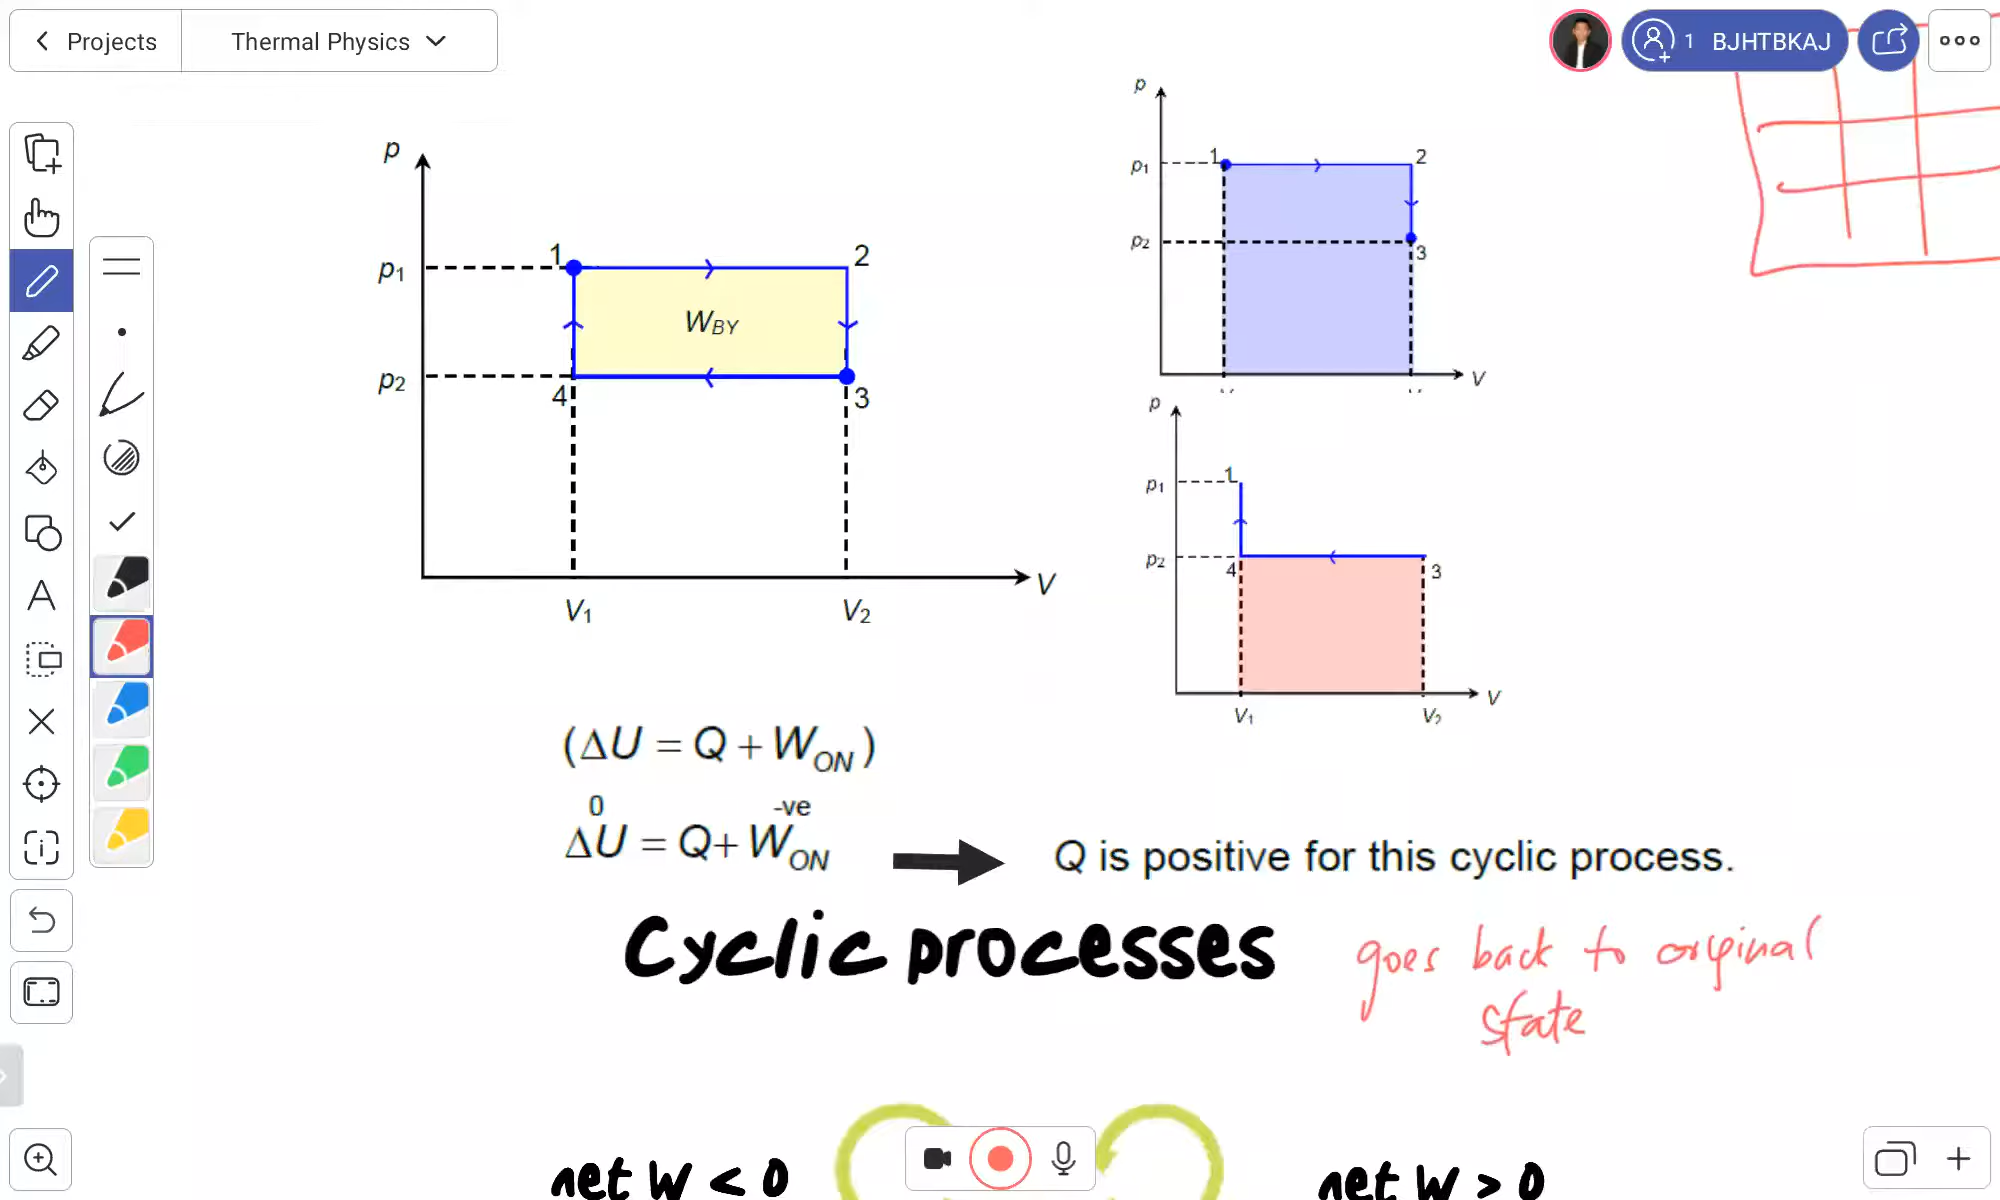 Projects
Thermal Physics
1 BJHTBKAJ
p
p1
p2
1
2
WBY
4
3
V
V1
V2
p
p1
p2
1
2
3
V
p
p1
p2
1
4
3
V
V1
V2
(ΔU = Q + WON)
0 -ve
ΔU = Q+ WON
Q is positive for this cyclic process.
Cyclic processes
goes back to original
state
net W < 0
net W > 0